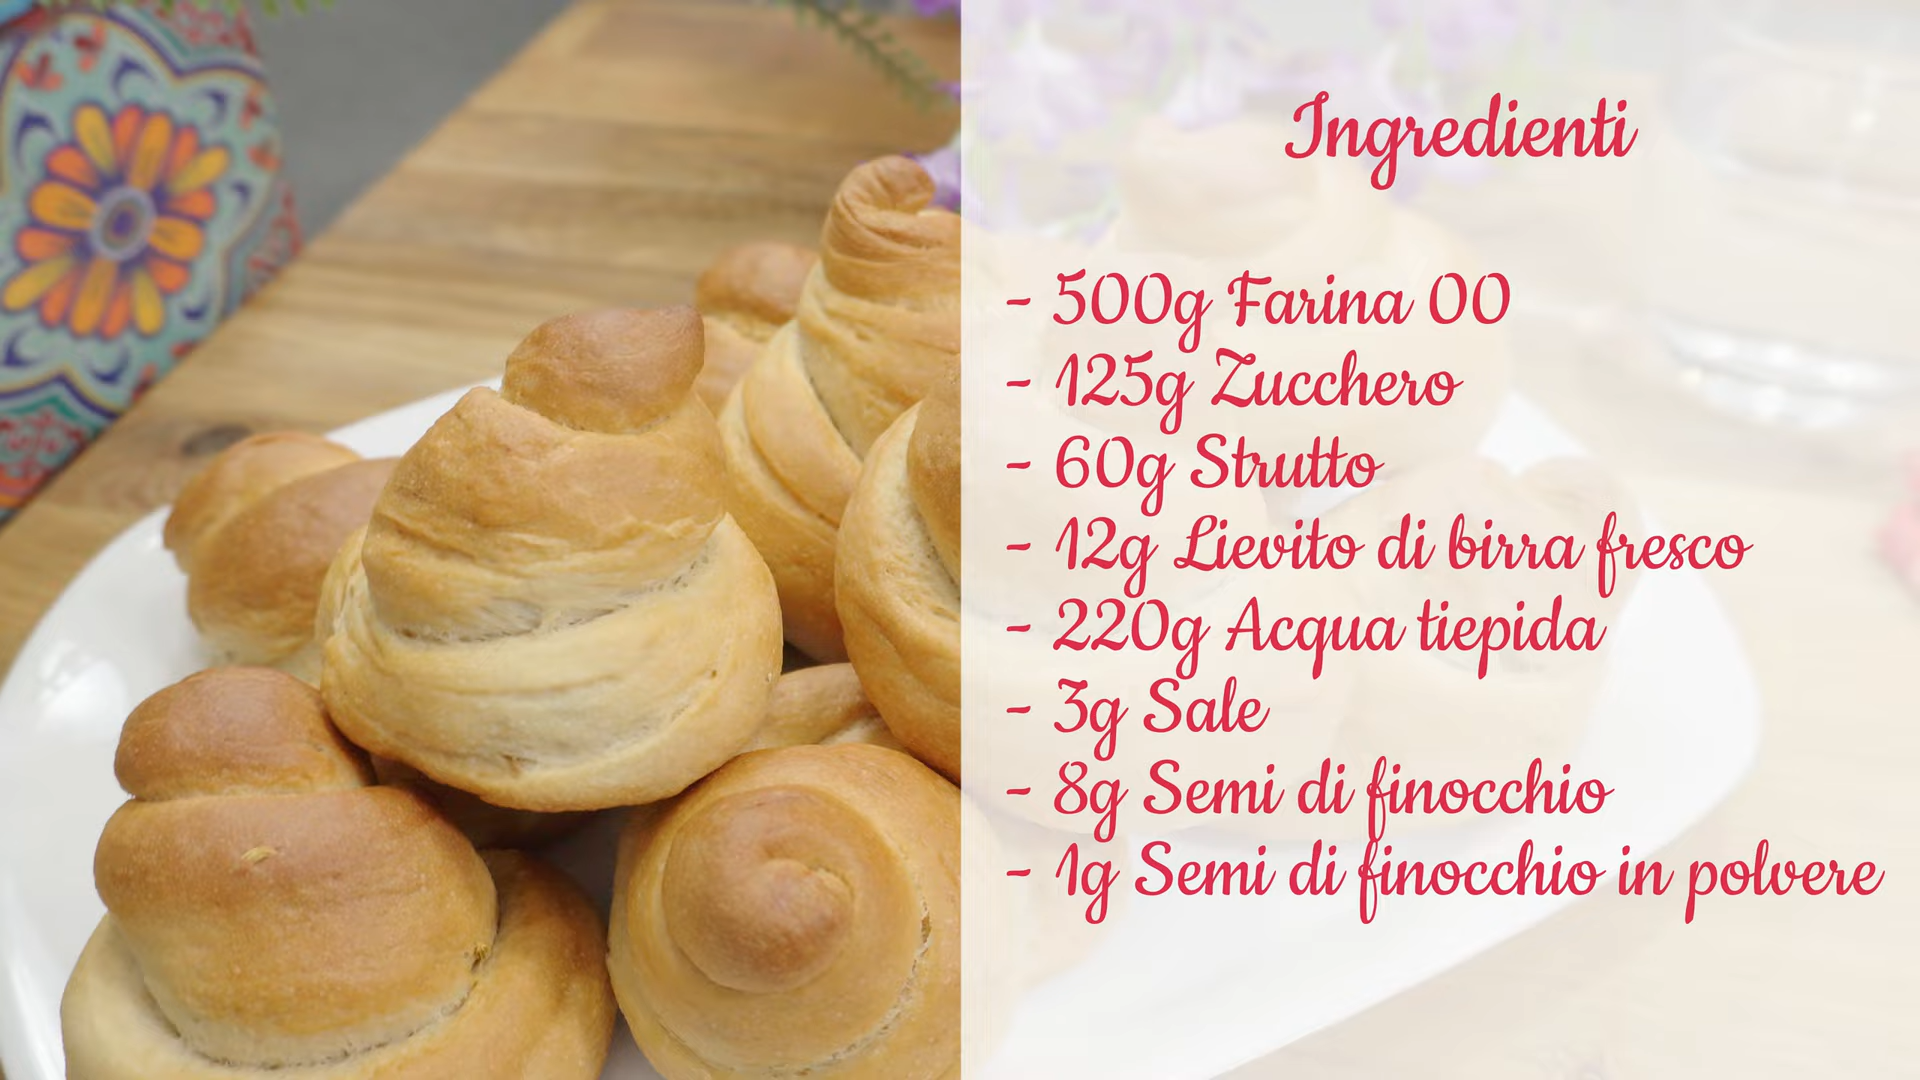 Ingredienti
- 500g Farina 00
- 125g Zucchero
- 60g Strutto
- 12g Lievito di birra fresco
- 220g Acqua tiepida
- 3g Sale
- 8g Semi di finocchio
- 1g Semi di finocchio in polvere